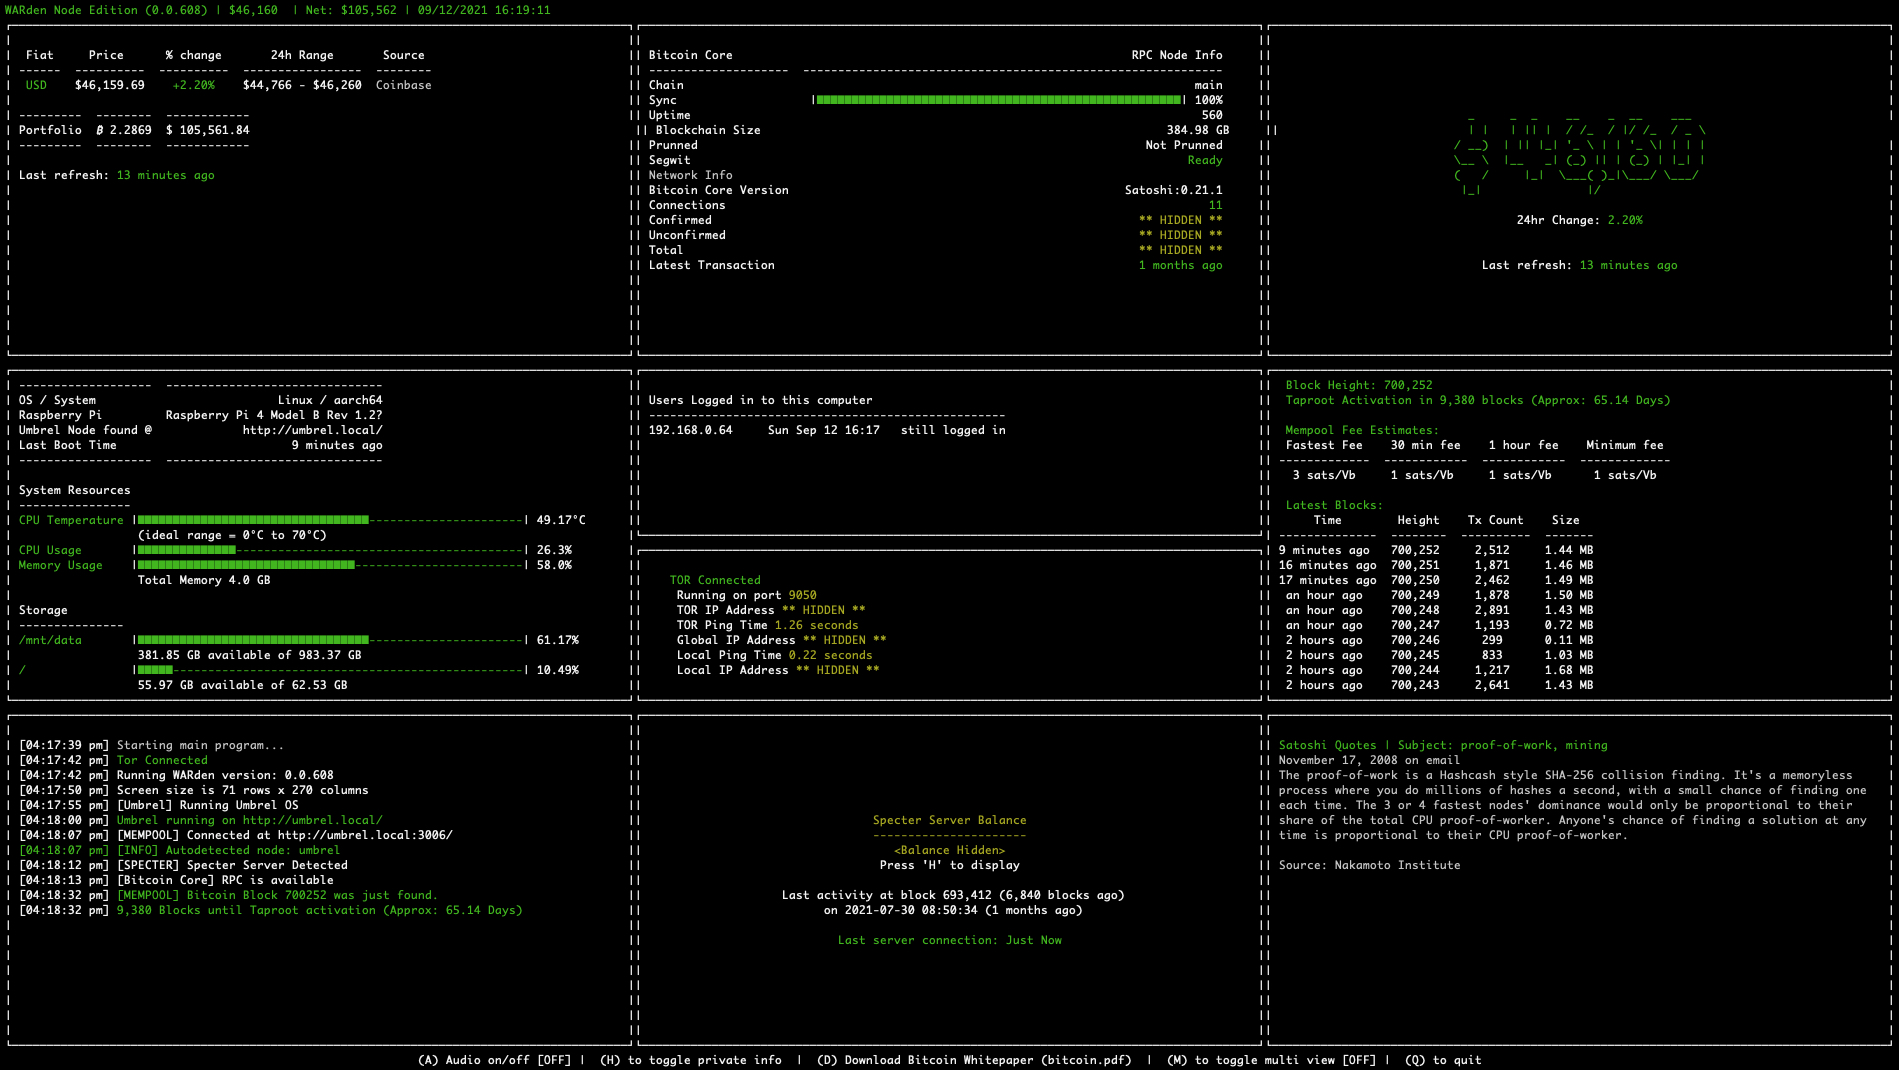 WARden Node Edition (0.0.608) | $46,160 | Net: $105,562 | 09/12/2021 16:19:11
Fiat Price % change 24h Range Source
USD $46,159.69 +2.20% $44,766 - $46,260 Coinbase
Portfolio ₿ 2.2869 $ 105,561.84
Last refresh: 13 minutes ago
Bitcoin Core RPC Node Info
Chain main
Sync 100%
Uptime 560
Blockchain Size 384.98 GB
Prunned Not Prunned
Segwit Ready
Network Info
Bitcoin Core Version Satoshi:0.21.1
Connections 11
Confirmed ** HIDDEN **
Unconfirmed ** HIDDEN **
Total ** HIDDEN **
Latest Transaction 1 months ago
$46,160
24hr Change: 2.20%
Last refresh: 13 minutes ago
OS / System Linux / aarch64
Raspberry Pi Raspberry Pi 4 Model B Rev 1.2?
Umbrel Node found @ http://umbrel.local/
Last Boot Time 9 minutes ago
System Resources
CPU Temperature 49.17°C
(ideal range = 0°C to 70°C)
CPU Usage 26.3%
Memory Usage 58.0%
Total Memory 4.0 GB
Storage
/mnt/data 61.17%
381.85 GB available of 983.37 GB
/ 10.49%
55.97 GB available of 62.53 GB
Users Logged in to this computer
192.168.0.64 Sun Sep 12 16:17 still logged in
TOR Connected
Running on port 9050
TOR IP Address ** HIDDEN **
TOR Ping Time 1.26 seconds
Global IP Address ** HIDDEN **
Local Ping Time 0.22 seconds
Local IP Address ** HIDDEN **
Block Height: 700,252
Taproot Activation in 9,380 blocks (Approx: 65.14 Days)
Mempool Fee Estimates:
Fastest Fee 30 min fee 1 hour fee Minimum fee
3 sats/Vb 1 sats/Vb 1 sats/Vb 1 sats/Vb
Latest Blocks:
Time Height Tx Count Size
9 minutes ago 700,252 2,512 1.44 MB
16 minutes ago 700,251 1,871 1.46 MB
17 minutes ago 700,250 2,462 1.49 MB
an hour ago 700,249 1,878 1.50 MB
an hour ago 700,248 2,891 1.43 MB
an hour ago 700,247 1,193 0.72 MB
2 hours ago 700,246 299 0.11 MB
2 hours ago 700,245 833 1.03 MB
2 hours ago 700,244 1,217 1.68 MB
2 hours ago 700,243 2,641 1.43 MB
[04:17:39 pm] Starting main program...
[04:17:42 pm] Tor Connected
[04:17:42 pm] Running WARden version: 0.0.608
[04:17:50 pm] Screen size is 71 rows x 270 columns
[04:17:55 pm] [Umbrel] Running Umbrel OS
[04:18:00 pm] Umbrel running on http://umbrel.local/
[04:18:07 pm] [MEMPOOL] Connected at http://umbrel.local:3006/
[04:18:07 pm] [INFO] Autodetected node: umbrel
[04:18:12 pm] [SPECTER] Specter Server Detected
[04:18:13 pm] [Bitcoin Core] RPC is available
[04:18:32 pm] [MEMPOOL] Bitcoin Block 700252 was just found.
[04:18:32 pm] 9,380 Blocks until Taproot activation (Approx: 65.14 Days)
Specter Server Balance
<Balance Hidden>
Press 'H' to display
Last activity at block 693,412 (6,840 blocks ago)
on 2021-07-30 08:50:34 (1 months ago)
Last server connection: Just Now
Satoshi Quotes | Subject: proof-of-work, mining
November 17, 2008 on email
The proof-of-work is a Hashcash style SHA-256 collision finding. It's a memoryless
process where you do millions of hashes a second, with a small chance of finding one
each time. The 3 or 4 fastest nodes' dominance would only be proportional to their
share of the total CPU proof-of-worker. Anyone's chance of finding a solution at any
time is proportional to their CPU proof-of-worker.
Source: Nakamoto Institute
(A) Audio on/off [OFF] | (H) to toggle private info | (D) Download Bitcoin Whitepaper (bitcoin.pdf) | (M) to toggle multi view [OFF] | (Q) to quit